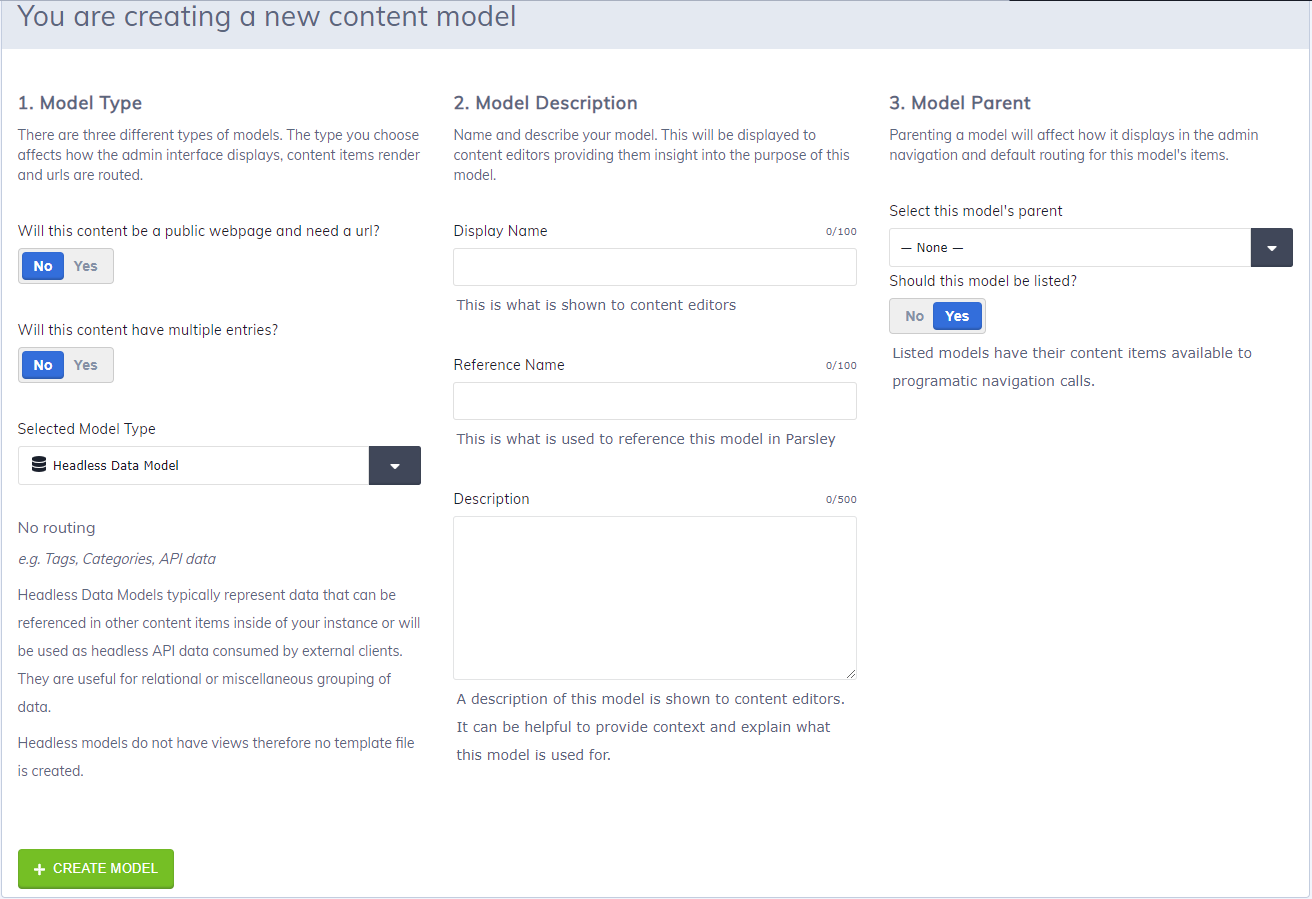 You are creating a new content model
1. Model Type
There are three different types of models. The type you choose
affects how the admin interface displays, content items render
and urls are routed.
Will this content be a public webpage and need a url?
No Yes
Will this content have multiple entries?
No Yes
Selected Model Type
Headless Data Model
No routing
e.g. Tags, Categories, API data
Headless Data Models typically represent data that can be
referenced in other content items inside of your instance or will
be used as headless API data consumed by external clients.
They are useful for relational or miscellaneous grouping of
data.
Headless models do not have views therefore no template file
is created.
+ CREATE MODEL
2. Model Description
Name and describe your model. This will be displayed to
content editors providing them insight into the purpose of this
model.
Display Name 0/100
This is what is shown to content editors
Reference Name 0/100
This is what is used to reference this model in Parsley
Description 0/500
A description of this model is shown to content editors.
It can be helpful to provide context and explain what
this model is used for.
3. Model Parent
Parenting a model will affect how it displays in the admin
navigation and default routing for this model's items.
Select this model's parent
— None —
Should this model be listed?
No Yes
Listed models have their content items available to
programatic navigation calls.